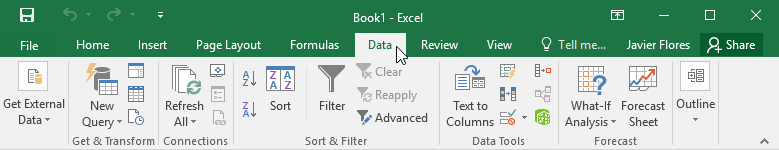 Book1 - Excel
File Home Insert Page Layout Formulas Data Review View Tell me... Javier Flores Share
Get External Data
New Query
Refresh All
A Z
Z A
Z A A Z
Sort
Filter
Clear
Reapply
Advanced
Text to Columns
What-If Analysis
Forecast Sheet
Outline
Get & Transform Connections Sort & Filter Data Tools Forecast